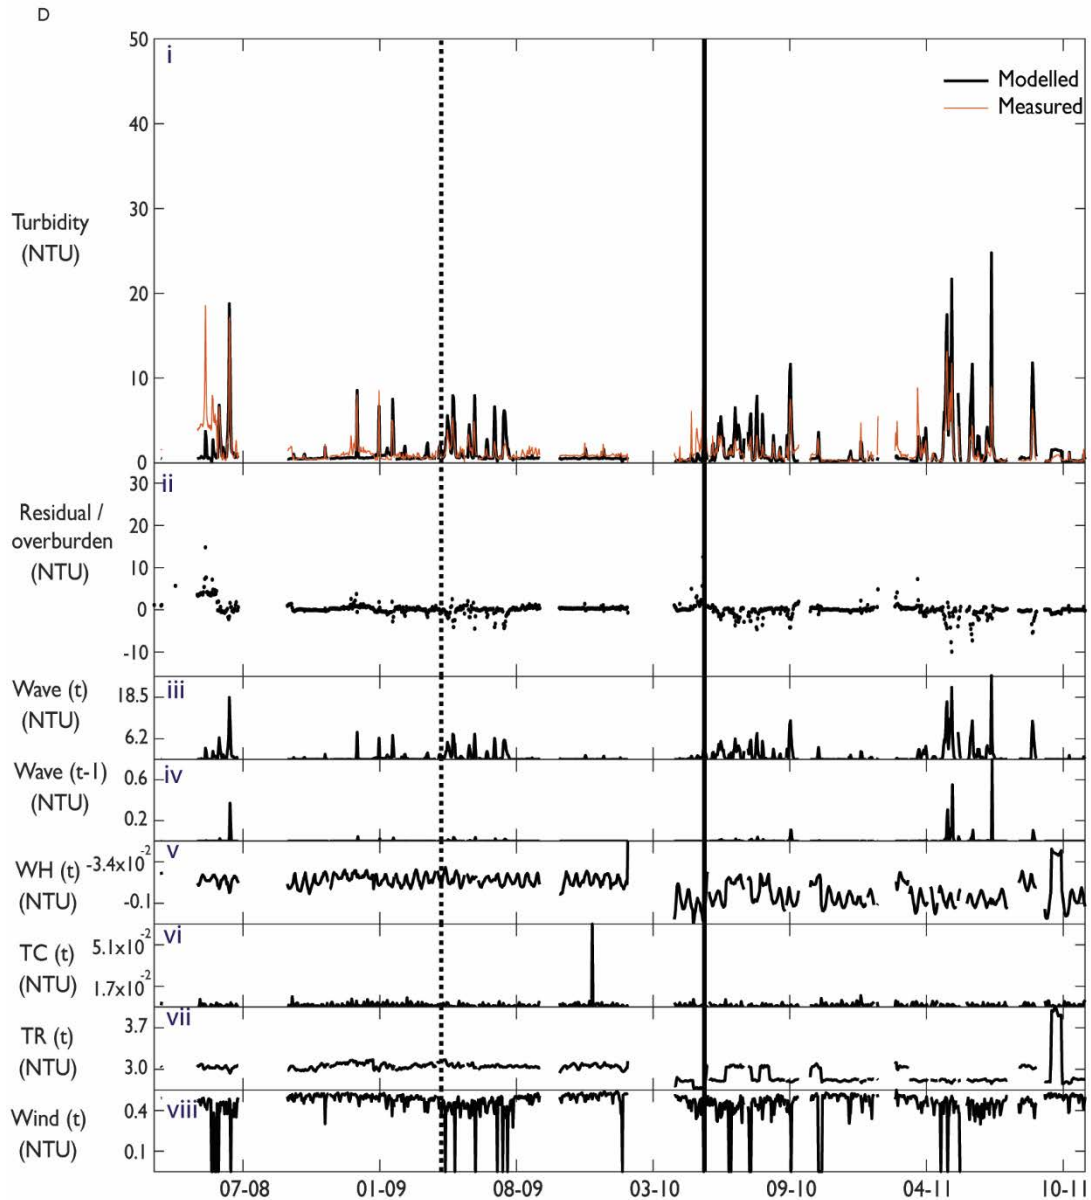 D
i
50
40
30
20
10
0
Turbidity
(NTU)
Modelled
Measured
ii
30
20
10
0
-10
Residual /
overburden
(NTU)
iii
Wave (t)
(NTU)
18.5
6.2
iv
Wave (t-1)
(NTU)
0.6
0.2
v
WH (t)
(NTU)
-3.4x10-2
-0.1
vi
TC (t)
(NTU)
5.1x10-2
1.7x10-2
vii
TR (t)
(NTU)
3.7
3.0
viii
Wind (t)
(NTU)
0.4
0.1
07-08 01-09 08-09 03-10 09-10 04-11 10-11